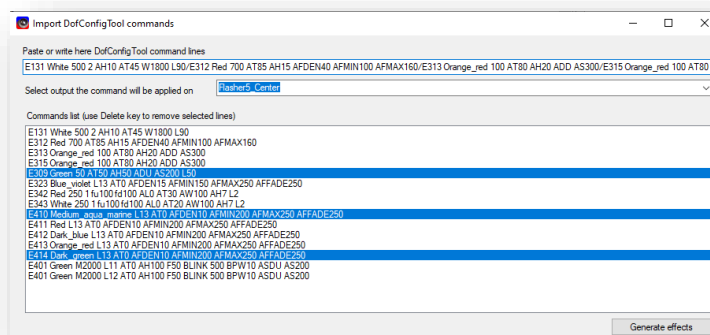 Import DofConfigTool commands
Paste or write here DofConfigTool command lines
E131 White 500 2 AH10 AT45 W1800 L90/E312 Red 700 AT85 AH15 AFDEN40 AFMIN100 AFMAX160/E313 Orange_red 100 AT80 AH20 ADD AS300/E315 Orange_red 100 AT80
Select output the command will be applied on
Flasher5_Center
Commands list (use Delete key to remove selected lines)
E131 White 500 2 AH10 AT45 W1800 L90
E312 Red 700 AT85 AH15 AFDEN40 AFMIN100 AFMAX160
E313 Orange_red 100 AT80 AH20 ADD AS300
E315 Orange_red 100 AT80 AH20 ADD AS300
E309 Green 50 AT50 AH50 ADU AS200 L50
E323 Blue_violet L13 AT0 AFDEN15 AFMIN150 AFMAX250 AFFADE250
E342 Red 250 1 fu100 fd100 AL0 AT30 AW100 AH7 L2
E343 White 250 1 fu100 fd100 AL0 AT20 AW100 AH7 L2
E410 Medium_aqua_marine L13 AT0 AFDEN10 AFMIN200 AFMAX250 AFFADE250
E411 Red L13 AT0 AFDEN10 AFMIN200 AFMAX250 AFFADE250
E412 Dark_blue L13 AT0 AFDEN10 AFMIN200 AFMAX250 AFFADE250
E413 Orange_red L13 AT0 AFDEN10 AFMIN200 AFMAX250 AFFADE250
E414 Dark_green L13 AT0 AFDEN10 AFMIN200 AFMAX250 AFFADE250
E401 Green M2000 L11 AT0 AH100 F50 BLINK 500 BPW10 ASDU AS200
E401 Green M2000 L12 AT0 AH100 F50 BLINK 500 BPW10 ASDU AS200
Generate effects